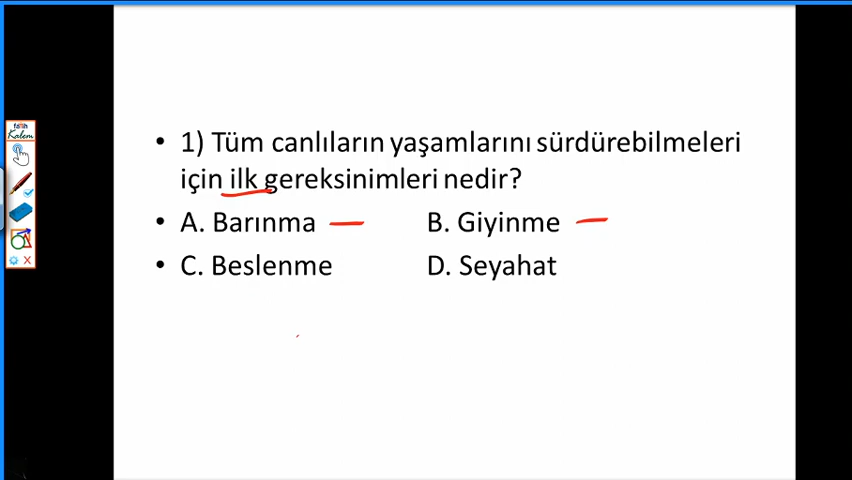 fatih
Kalem
• 1) Tüm canlıların yaşamlarını sürdürebilmeleri
için ilk gereksinimleri nedir?
• A. Barınma B. Giyinme
• C. Beslenme D. Seyahat